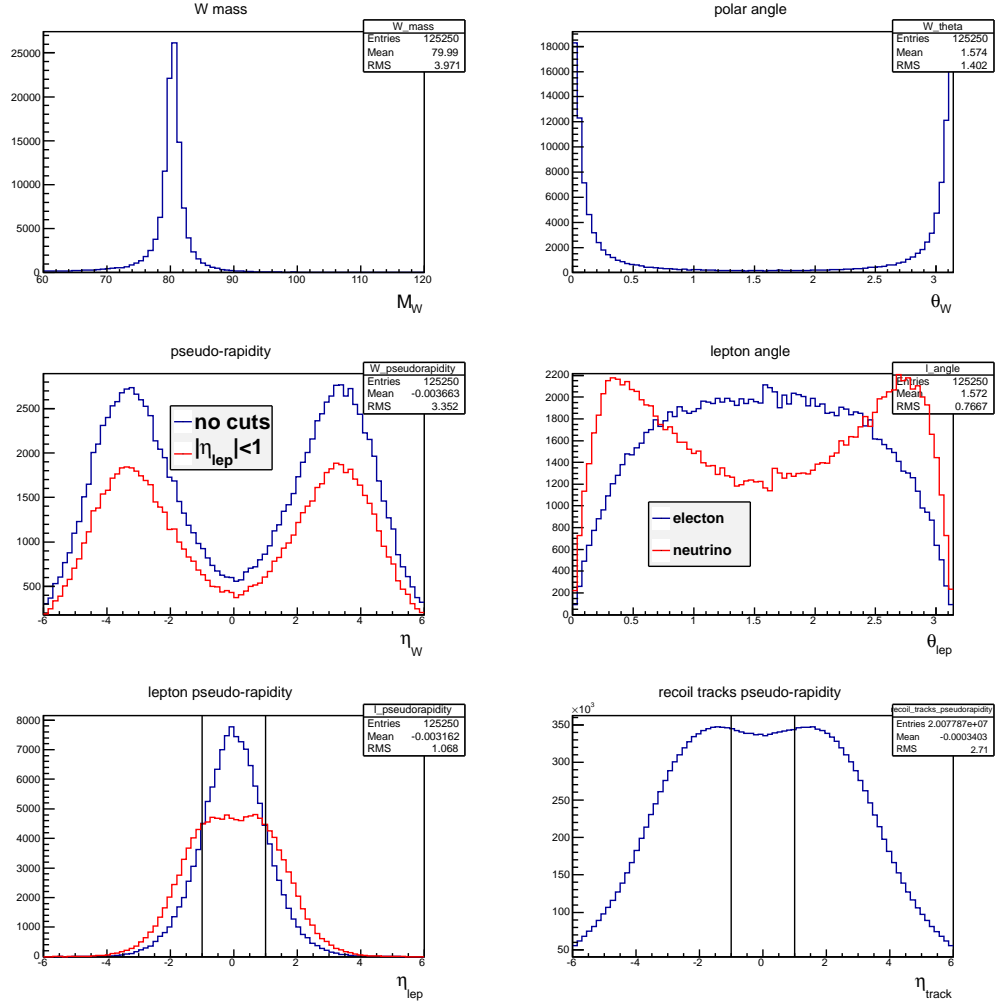 W mass
W_mass
Entries 125250
Mean 79.99
RMS 3.971
25000
20000
15000
10000
5000
0
60 70 80 90 100 110 120
M_W
polar angle
W_theta
Entries 125250
Mean 1.574
RMS 1.402
18000
16000
14000
12000
10000
8000
6000
4000
2000
0
0 0.5 1 1.5 2 2.5 3
θ_W
pseudo-rapidity
W_pseudorapidity
Entries 125250
Mean -0.003663
RMS 3.352
no cuts
|η_lep|<1
2500
2000
1500
1000
500
-6 -4 -2 0 2 4 6
η_W
lepton angle
l_angle
Entries 125250
Mean 1.572
RMS 0.7667
electon
neutrino
2200
2000
1800
1600
1400
1200
1000
800
600
400
200
0
0 0.5 1 1.5 2 2.5 3
θ_lep
lepton pseudo-rapidity
l_pseudorapidity
Entries 125250
Mean -0.003162
RMS 1.068
8000
7000
6000
5000
4000
3000
2000
1000
0
-6 -4 -2 0 2 4 6
η_lep
recoil tracks pseudo-rapidity
recoil_tracks_pseudorapidity
Entries 2.007787e+07
Mean -0.0003403
RMS 2.71
×10³
350
300
250
200
150
100
50
-6 -4 -2 0 2 4 6
η_track